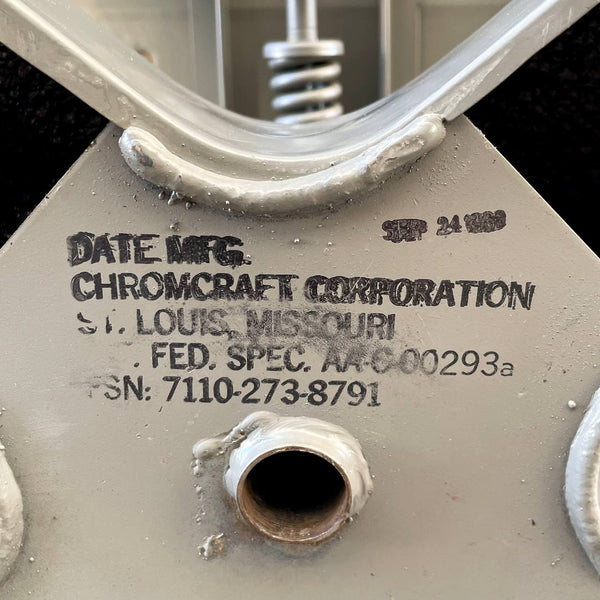 DATE MFG. SEP 24
CHROMCRAFT CORPORATION
ST. LOUIS, MISSOURI
FED. SPEC. AA-C-00293a
FSN: 7110-273-8791